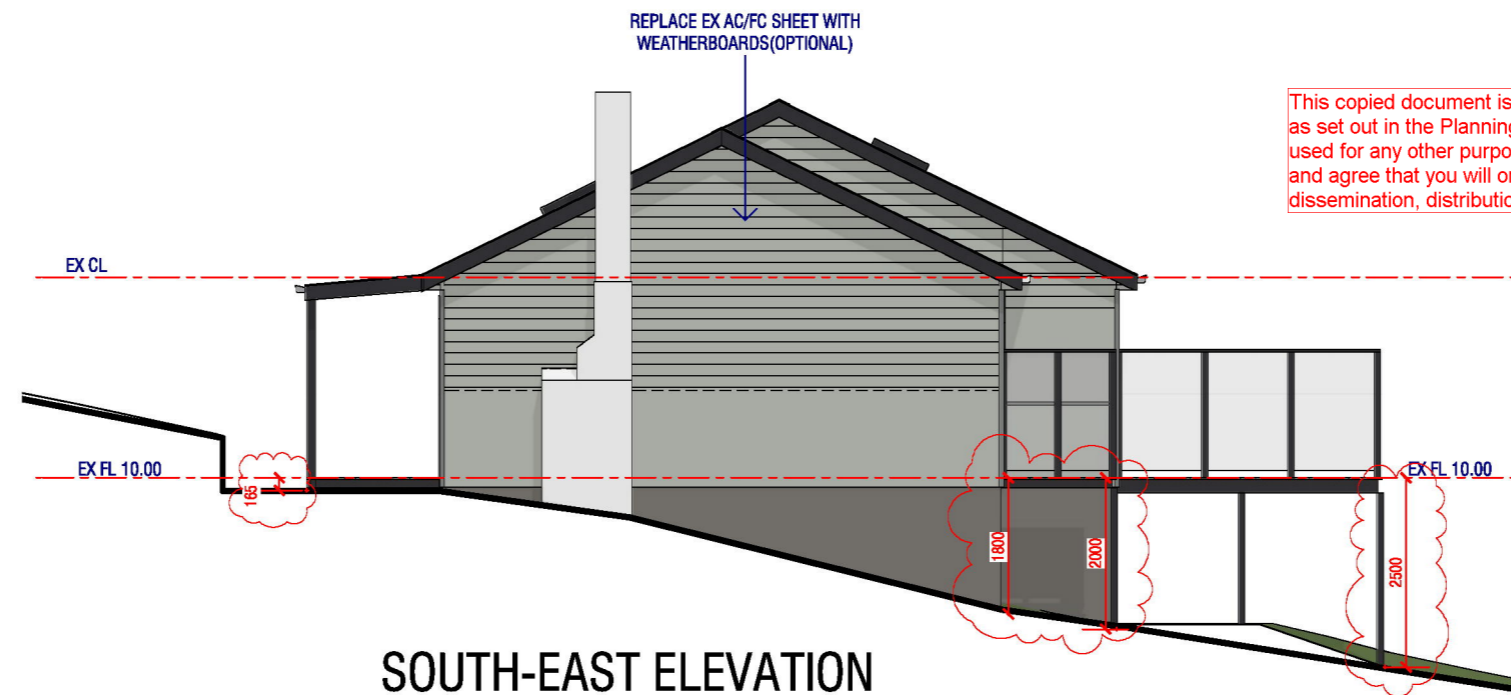 REPLACE EX AC/FC SHEET WITH
WEATHERBOARDS(OPTIONAL)
This copied document is
as set out in the Planning
used for any other purpo
and agree that you will or
dissemination, distributio
EX CL
EX FL 10.00
EX FL 10.00
165
1800
2000
2500
SOUTH-EAST ELEVATION